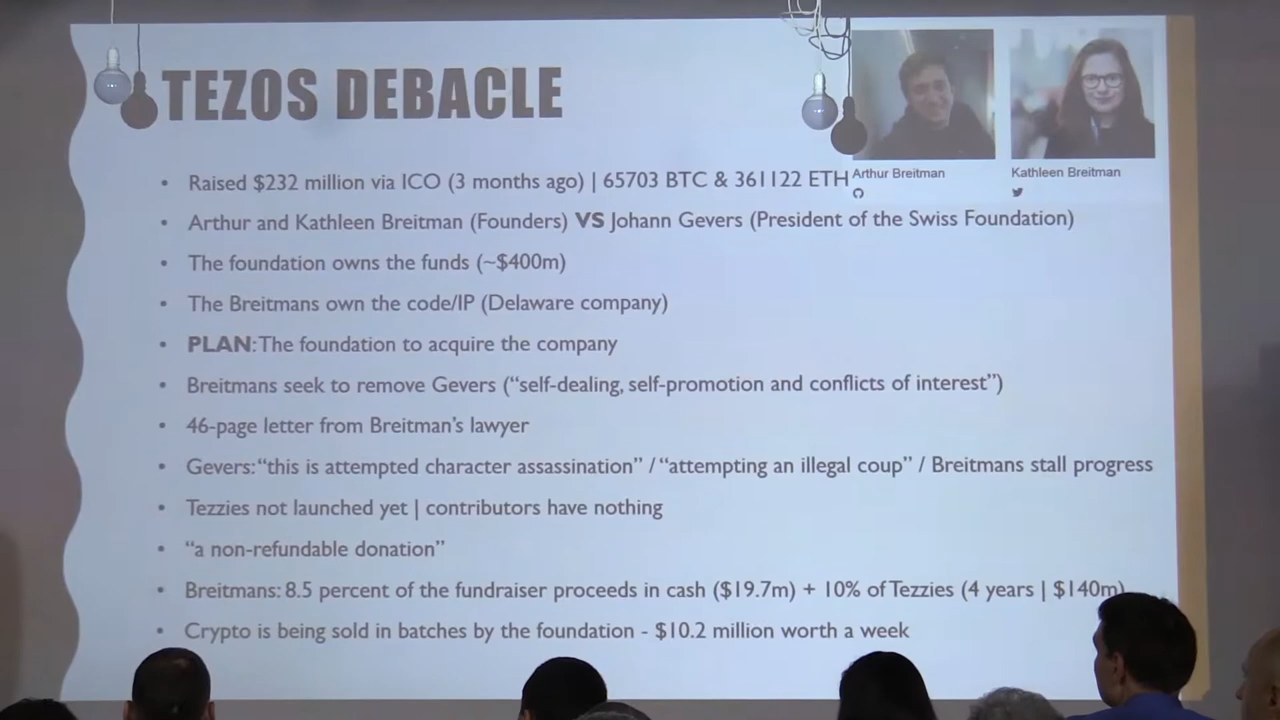 TEZOS DEBACLE
Arthur Breitman
Kathleen Breitman
• Raised $232 million via ICO (3 months ago) | 65703 BTC & 361122 ETH
• Arthur and Kathleen Breitman (Founders) VS Johann Gevers (President of the Swiss Foundation)
• The foundation owns the funds (~$400m)
• The Breitmans own the code/IP (Delaware company)
• PLAN: The foundation to acquire the company
• Breitmans seek to remove Gevers (“self-dealing, self-promotion and conflicts of interest”)
• 46-page letter from Breitman’s lawyer
• Gevers: “this is attempted character assassination” / “attempting an illegal coup” / Breitmans stall progress
• Tezzies not launched yet | contributors have nothing
• “a non-refundable donation”
• Breitmans: 8.5 percent of the fundraiser proceeds in cash ($19.7m) + 10% of Tezzies (4 years | $140m)
• Crypto is being sold in batches by the foundation - $10.2 million worth a week